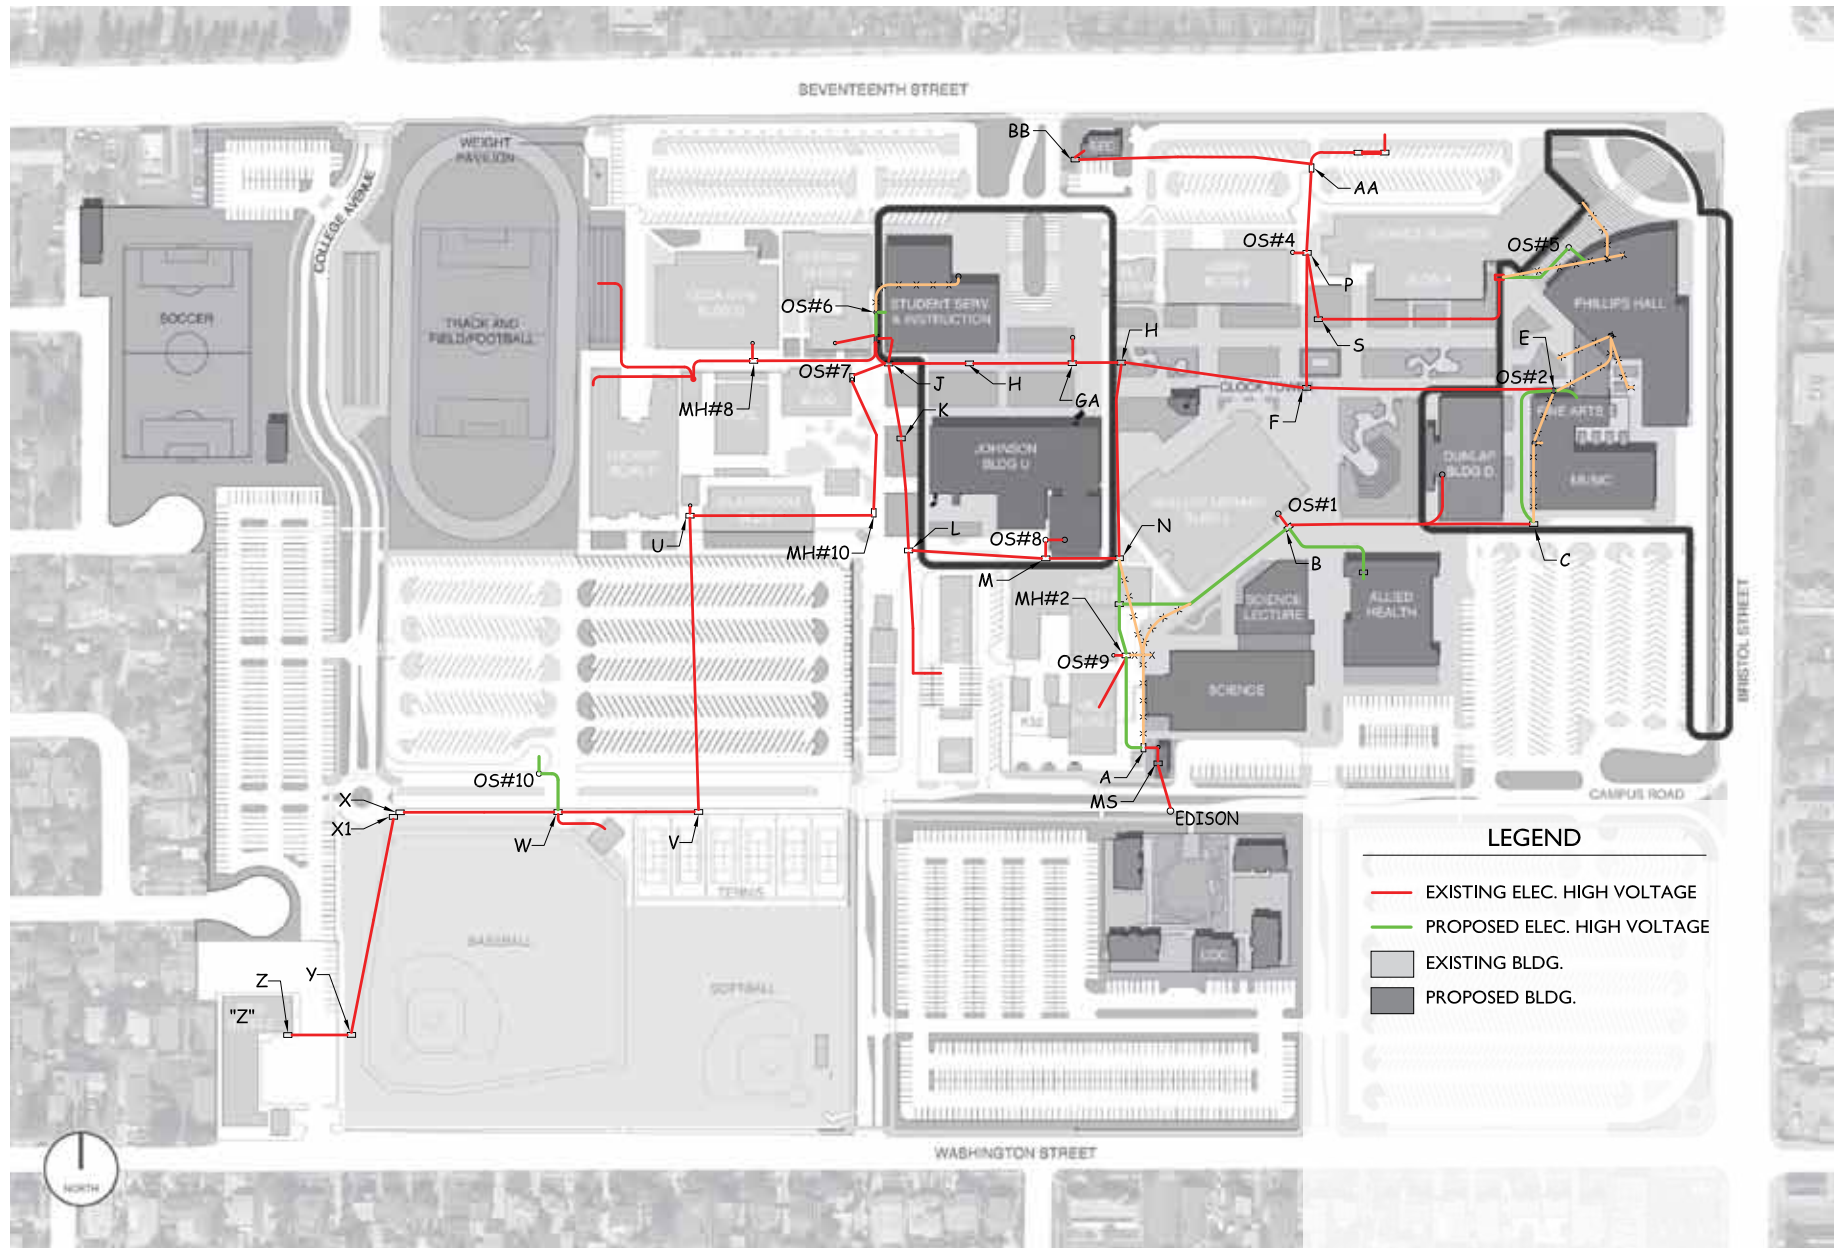 SEVENTEENTH STREET
BB
WEIGHT
PAVILION
AA
COLLEGE AVENUE
OS#4
OS#5
P
PHILLIPS HALL
OS#6
STUDENT SERV.
& INSTRUCTION
SOCCER
TRACK AND
FIELD/FOOTBALL
S
E
H
OS#7
J
H
GA
OS#2
MH#8
CLOCK TOWER
F
FINE ARTS
K
JOHNSON
BLDG U
DUNLAP
BLDG D.
MUSIC
OS#1
N
L
OS#8
U
MH#10
M
B
C
MH#2
SCIENCE
LECTURE
ALLIED
HEALTH
OS#9
SCIENCE
BRISTOL STREET
A
OS#10
MS
CAMPUS ROAD
X
X1
EDISON
W
V
LEGEND
TENNIS
EXISTING ELEC. HIGH VOLTAGE
PROPOSED ELEC. HIGH VOLTAGE
BASEBALL
CDC
EXISTING BLDG.
Z
Y
SOFTBALL
PROPOSED BLDG.
"Z"
WASHINGTON STREET
NORTH